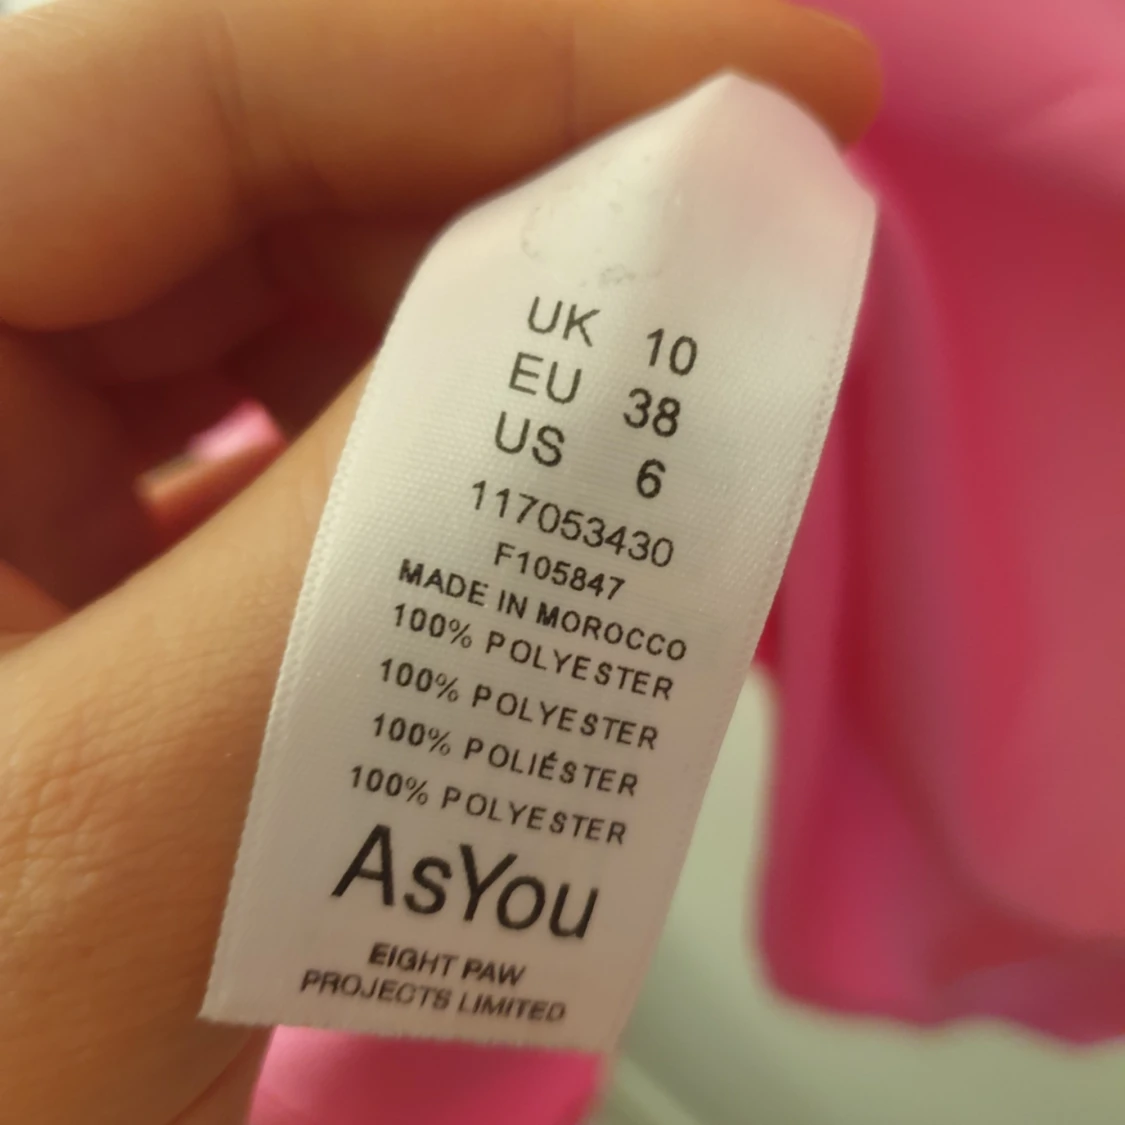 UK 10
EU 38
US 6
117053430
F105847
MADE IN MOROCCO
100% POLYESTER
100% POLYESTER
100% POLIÉSTER
100% POLYESTER
AsYou
EIGHT PAW
PROJECTS LIMITED